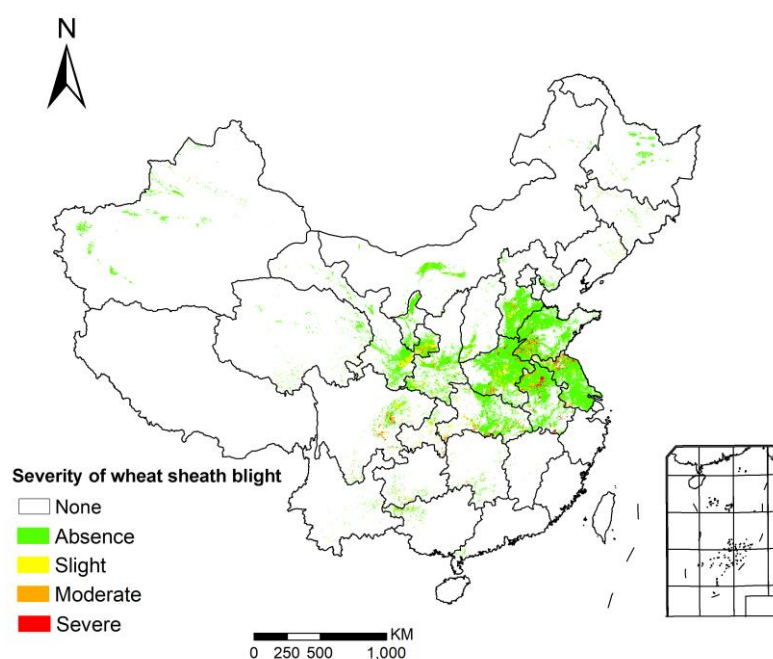 N
Severity of wheat sheath blight
None
Absence
Slight
Moderate
Severe
KM
0 250 500 1,000